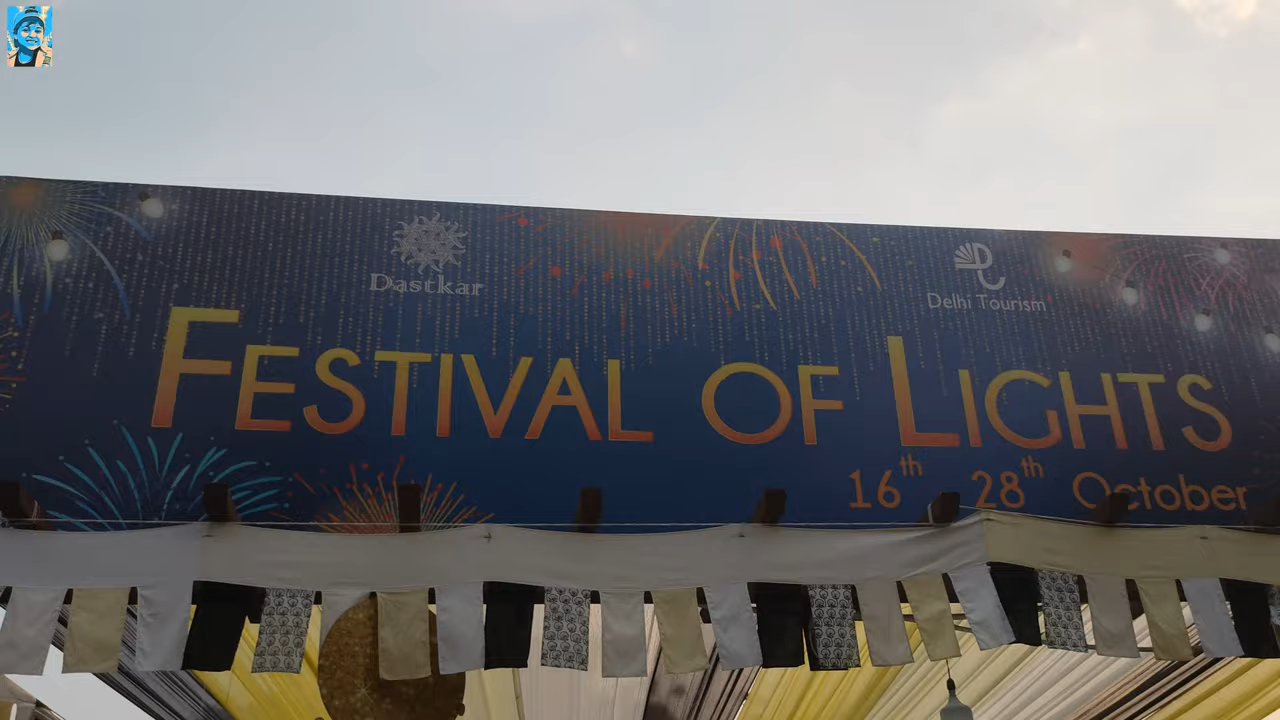 Dastkar
Delhi Tourism
FESTIVAL OF LIGHTS
16th 28th October